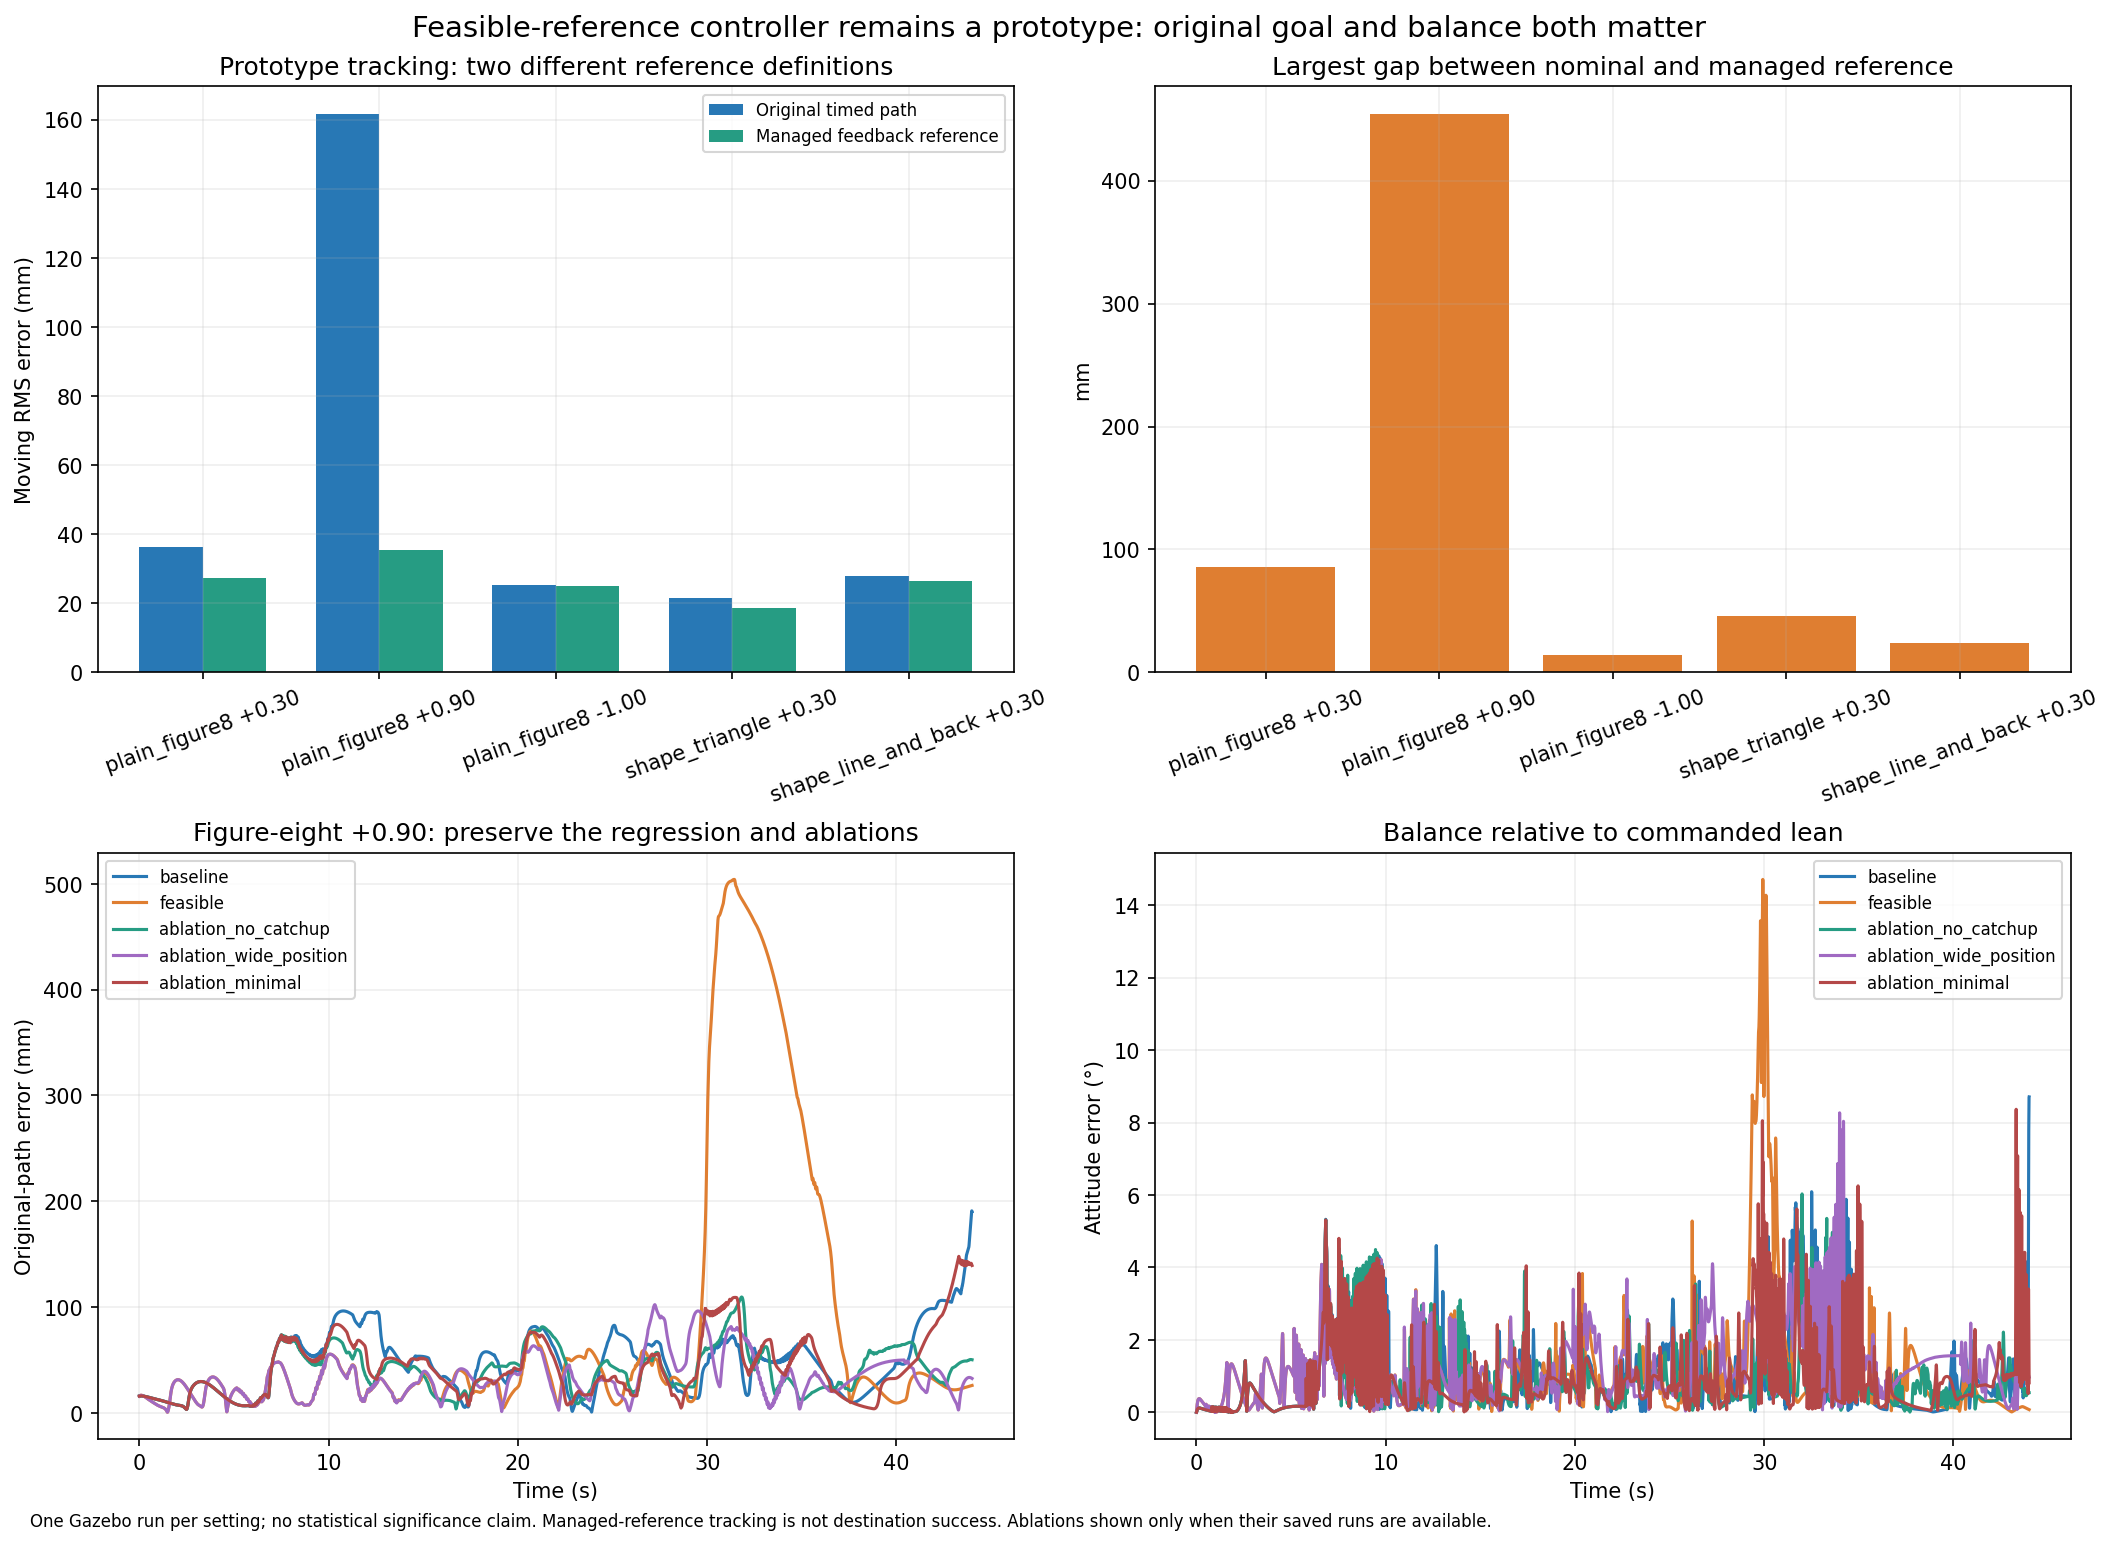 Feasible-reference controller remains a prototype: original goal and balance both matter
Prototype tracking: two different reference definitions
Moving RMS error (mm)
160
140
120
100
80
60
40
20
0
Original timed path
Managed feedback reference
plain_figure8 +0.30
plain_figure8 +0.90
plain_figure8 -1.00
shape_triangle +0.30
shape_line_and_back +0.30
Largest gap between nominal and managed reference
mm
400
300
200
100
0
plain_figure8 +0.30
plain_figure8 +0.90
plain_figure8 -1.00
shape_triangle +0.30
shape_line_and_back +0.30
Figure-eight +0.90: preserve the regression and ablations
Original-path error (mm)
500
400
300
200
100
0
baseline
feasible
ablation_no_catchup
ablation_wide_position
ablation_minimal
0
10
20
30
40
Time (s)
Balance relative to commanded lean
Attitude error (°)
14
12
10
8
6
4
2
0
baseline
feasible
ablation_no_catchup
ablation_wide_position
ablation_minimal
0
10
20
30
40
Time (s)
One Gazebo run per setting; no statistical significance claim. Managed-reference tracking is not destination success. Ablations shown only when their saved runs are available.